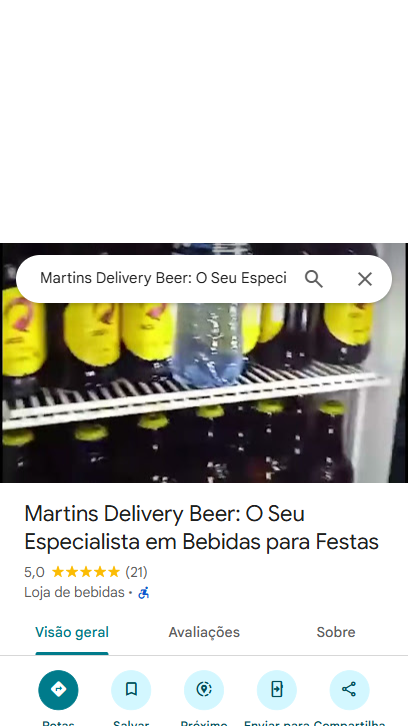 Martins Delivery Beer: O Seu Especi
Martins Delivery Beer: O Seu
Especialista em Bebidas para Festas
5,0 ★★★★★ (21)
Loja de bebidas •
Visão geral
Avaliações
Sobre
Rotas
Salvar
Próximo
Enviar para
Compartilha